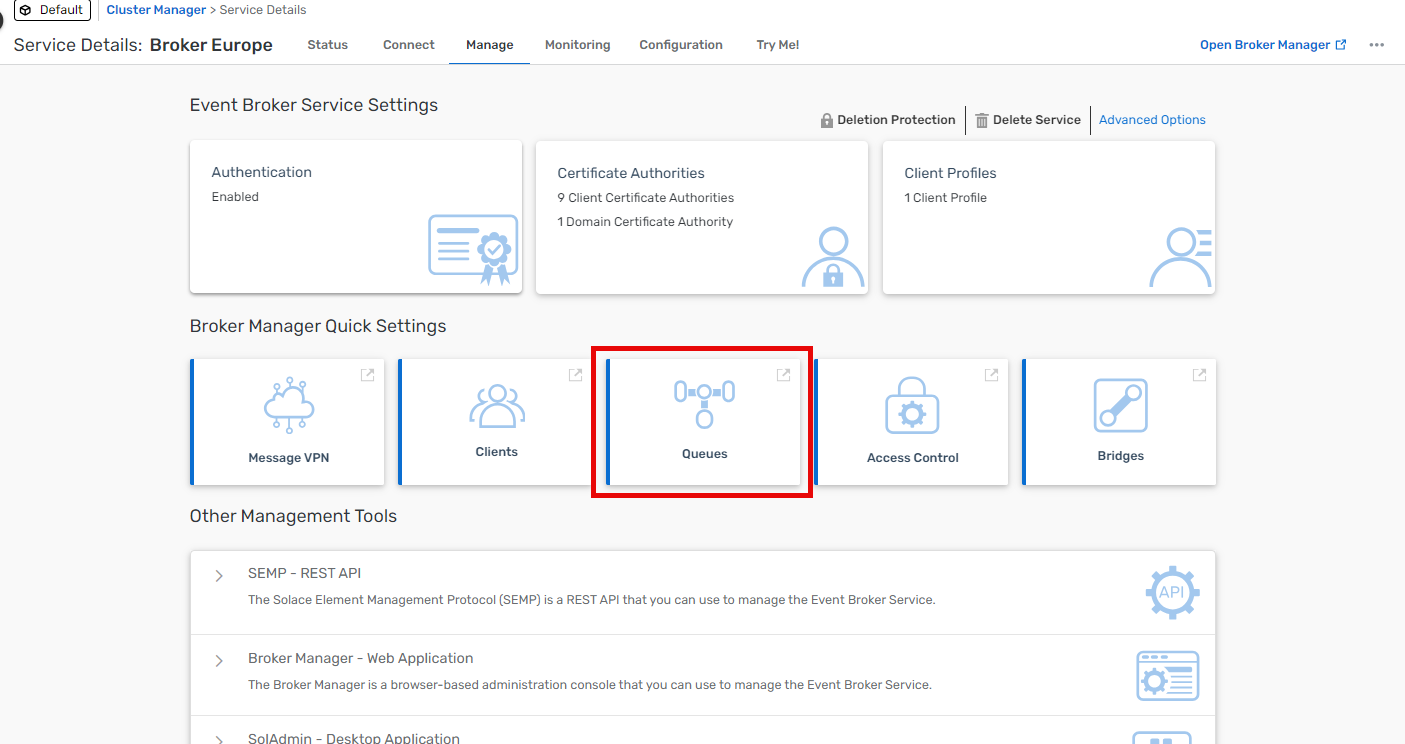 Default
Cluster Manager > Service Details
Service Details: Broker Europe
Status
Connect
Manage
Monitoring
Configuration
Try Me!
Open Broker Manager
Event Broker Service Settings
Deletion Protection
Delete Service
Advanced Options
Authentication
Enabled
Certificate Authorities
9 Client Certificate Authorities
1 Domain Certificate Authority
Client Profiles
1 Client Profile
Broker Manager Quick Settings
Message VPN
Clients
Queues
Access Control
Bridges
Other Management Tools
SEMP - REST API
The Solace Element Management Protocol (SEMP) is a REST API that you can use to manage the Event Broker Service.
API
Broker Manager - Web Application
The Broker Manager is a browser-based administration console that you can use to manage the Event Broker Service.
SolAdmin - Desktop Application